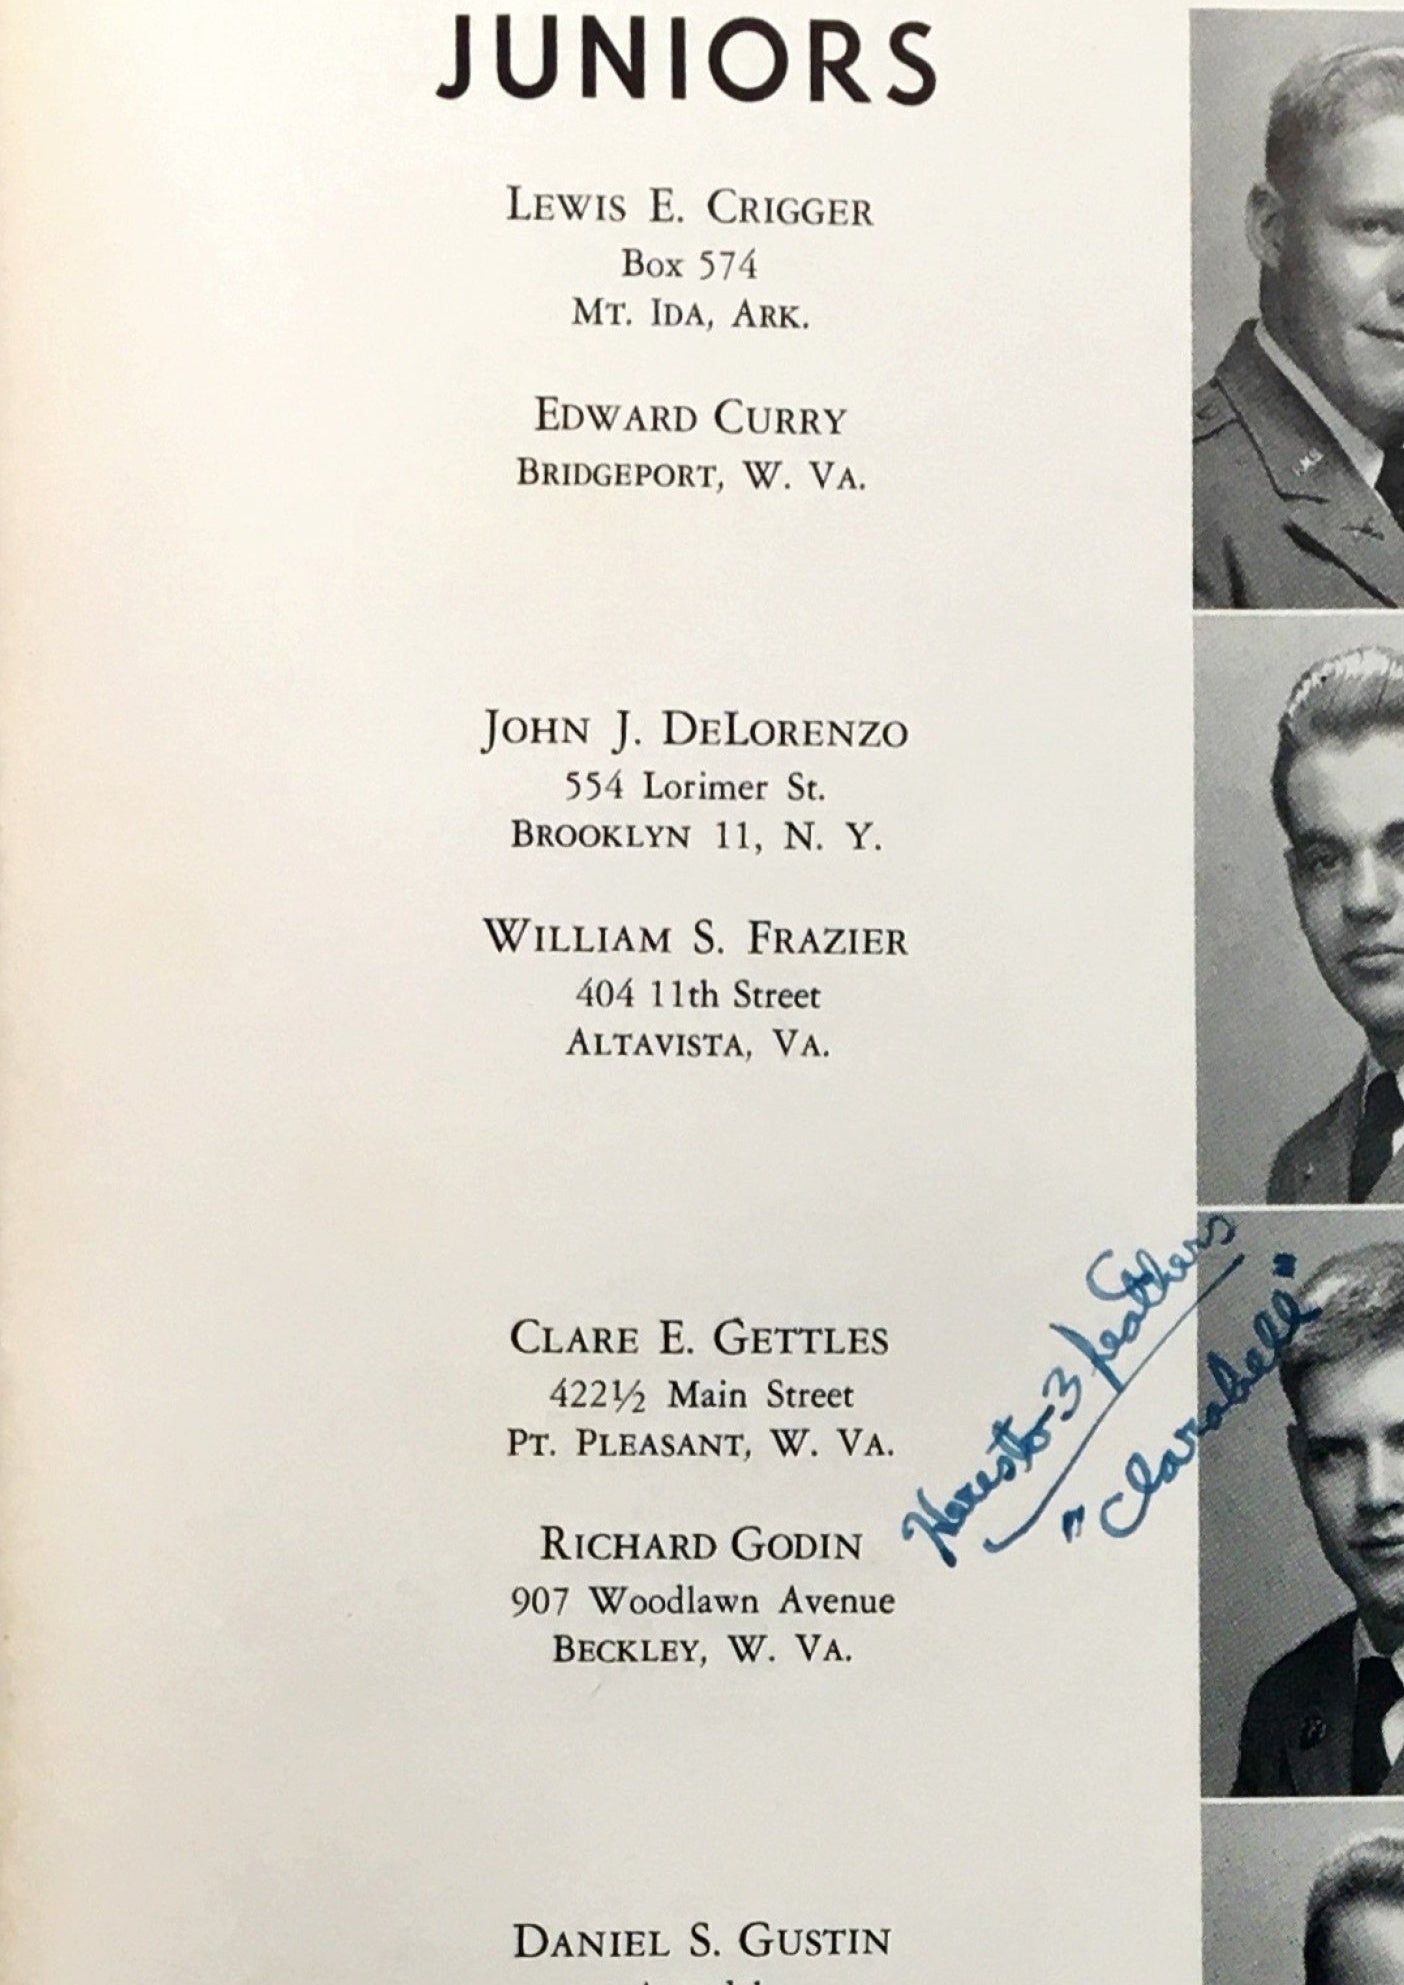 JUNIORS
LEWIS E. CRIGGER
Box 574
MT. IDA, ARK.
EDWARD CURRY
BRIDGEPORT, W. VA.
JOHN J. DELORENZO
554 Lorimer St.
BROOKLYN 11, N. Y.
WILLIAM S. FRAZIER
404 11th Street
ALTAVISTA, VA.
CLARE E. GETTLES
422½ Main Street
PT. PLEASANT, W. VA.
3 feathers
"Clarabell"
RICHARD GODIN
907 Woodlawn Avenue
BECKLEY, W. VA.
DANIEL S. GUSTIN